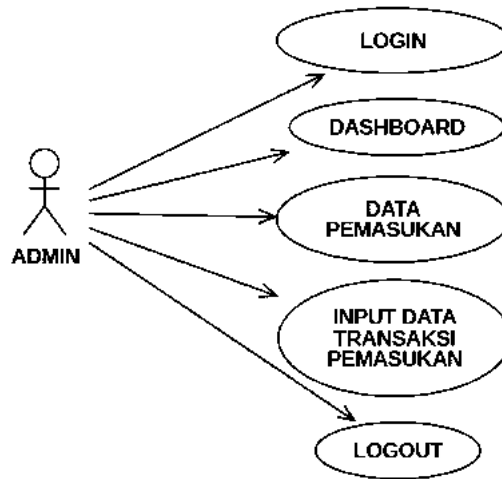 LOGIN
DASHBOARD
DATA
PEMASUKAN
ADMIN
INPUT DATA
TRANSAKSI
PEMASUKAN
LOGOUT